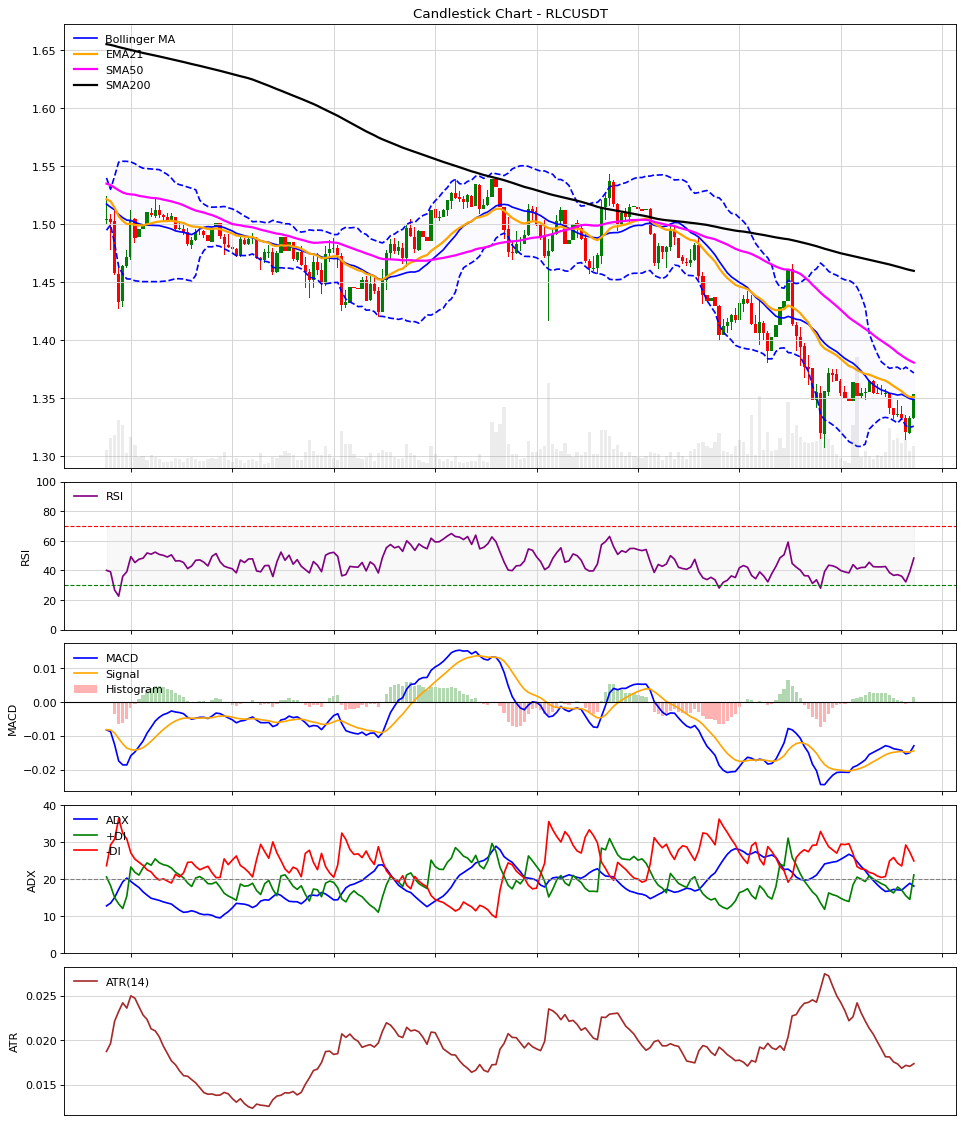 Candlestick Chart - RLCUSDT
Bollinger MA
EMA21
SMA50
SMA200
1.65
1.60
1.55
1.50
1.45
1.40
1.35
1.30
RSI
RSI
100
80
60
40
20
0
MACD
Signal
Histogram
MACD
0.01
0.00
−0.01
−0.02
ADX
+DI
-DI
ADX
40
30
20
10
0
ATR(14)
ATR
0.025
0.020
0.015